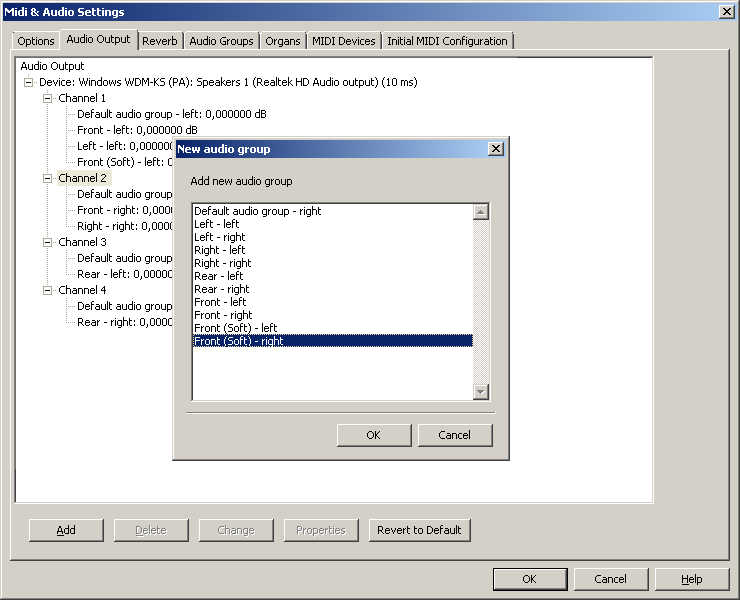 Midi & Audio Settings
Options Audio Output Reverb Audio Groups Organs MIDI Devices Initial MIDI Configuration
Audio Output
Device: Windows WDM-KS (PA): Speakers 1 (Realtek HD Audio output) (10 ms)
Channel 1
Default audio group - left: 0,000000 dB
Front - left: 0,000000 dB
Left - left: 0,00000
Front (Soft) - left:
Channel 2
Default audio group
Front - right: 0,0000
Right - right: 0,000
Channel 3
Default audio group
Rear - left: 0,00000
Channel 4
Default audio group
Rear - right: 0,0000
New audio group
Add new audio group
Default audio group - right
Left - left
Left - right
Right - left
Right - right
Rear - left
Rear - right
Front - left
Front - right
Front (Soft) - left
Front (Soft) - right
OK Cancel
Add Delete Change Properties Revert to Default
OK Cancel Help